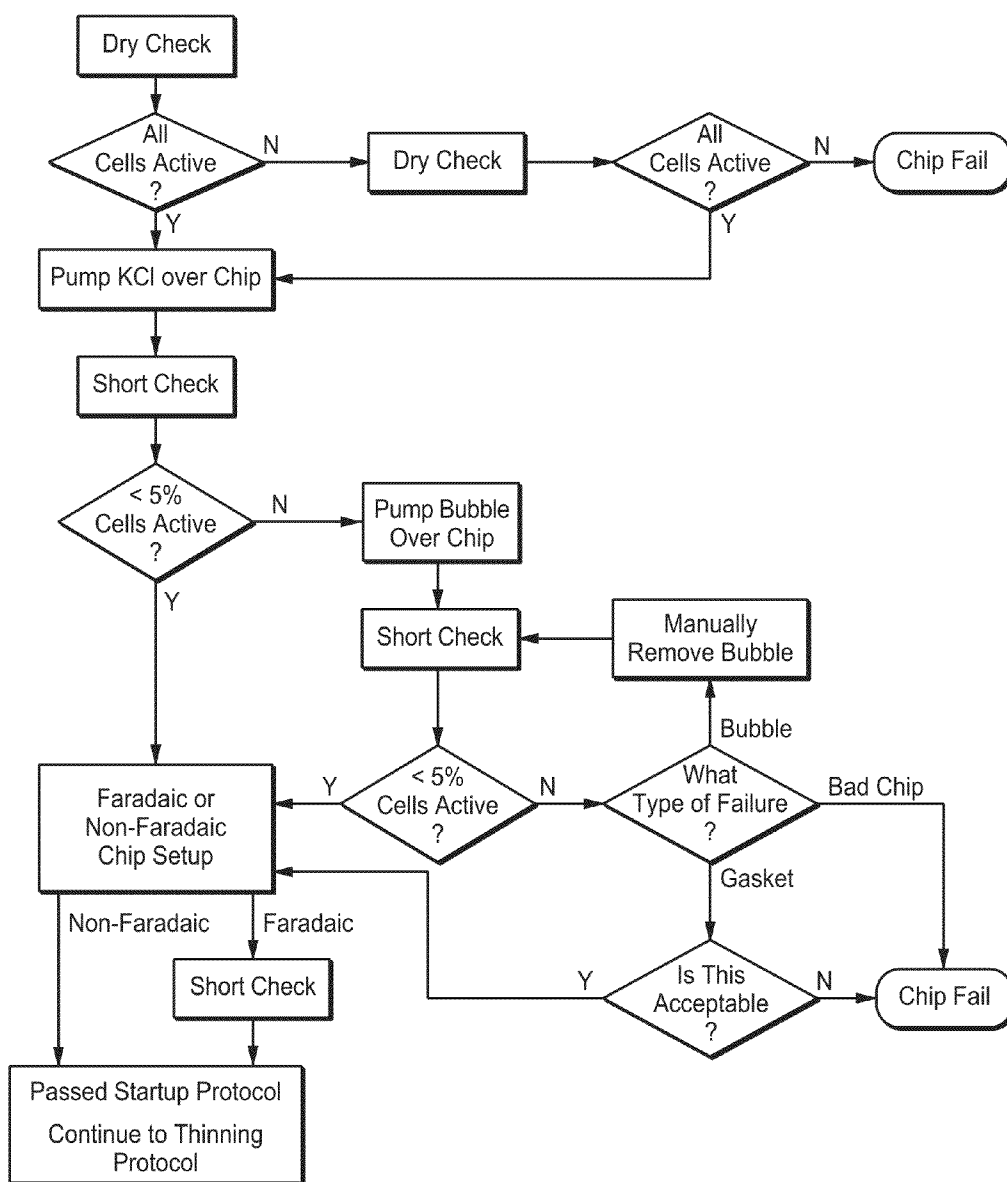 Dry Check
All
Cells Active
?
N
Dry Check
All
Cells Active
?
N
Chip Fail
Y
Y
Pump KCl over Chip
Short Check
< 5%
Cells Active
?
N
Pump Bubble
Over Chip
Y
Short Check
Manually
Remove Bubble
Bubble
Faradaic or
Non-Faradaic
Chip Setup
Y
< 5%
Cells Active
?
N
What
Type of Failure
?
Bad Chip
Gasket
Non-Faradaic
Faradaic
Short Check
Y
Is This
Acceptable
?
N
Chip Fail
Passed Startup Protocol
Continue to Thinning
Protocol